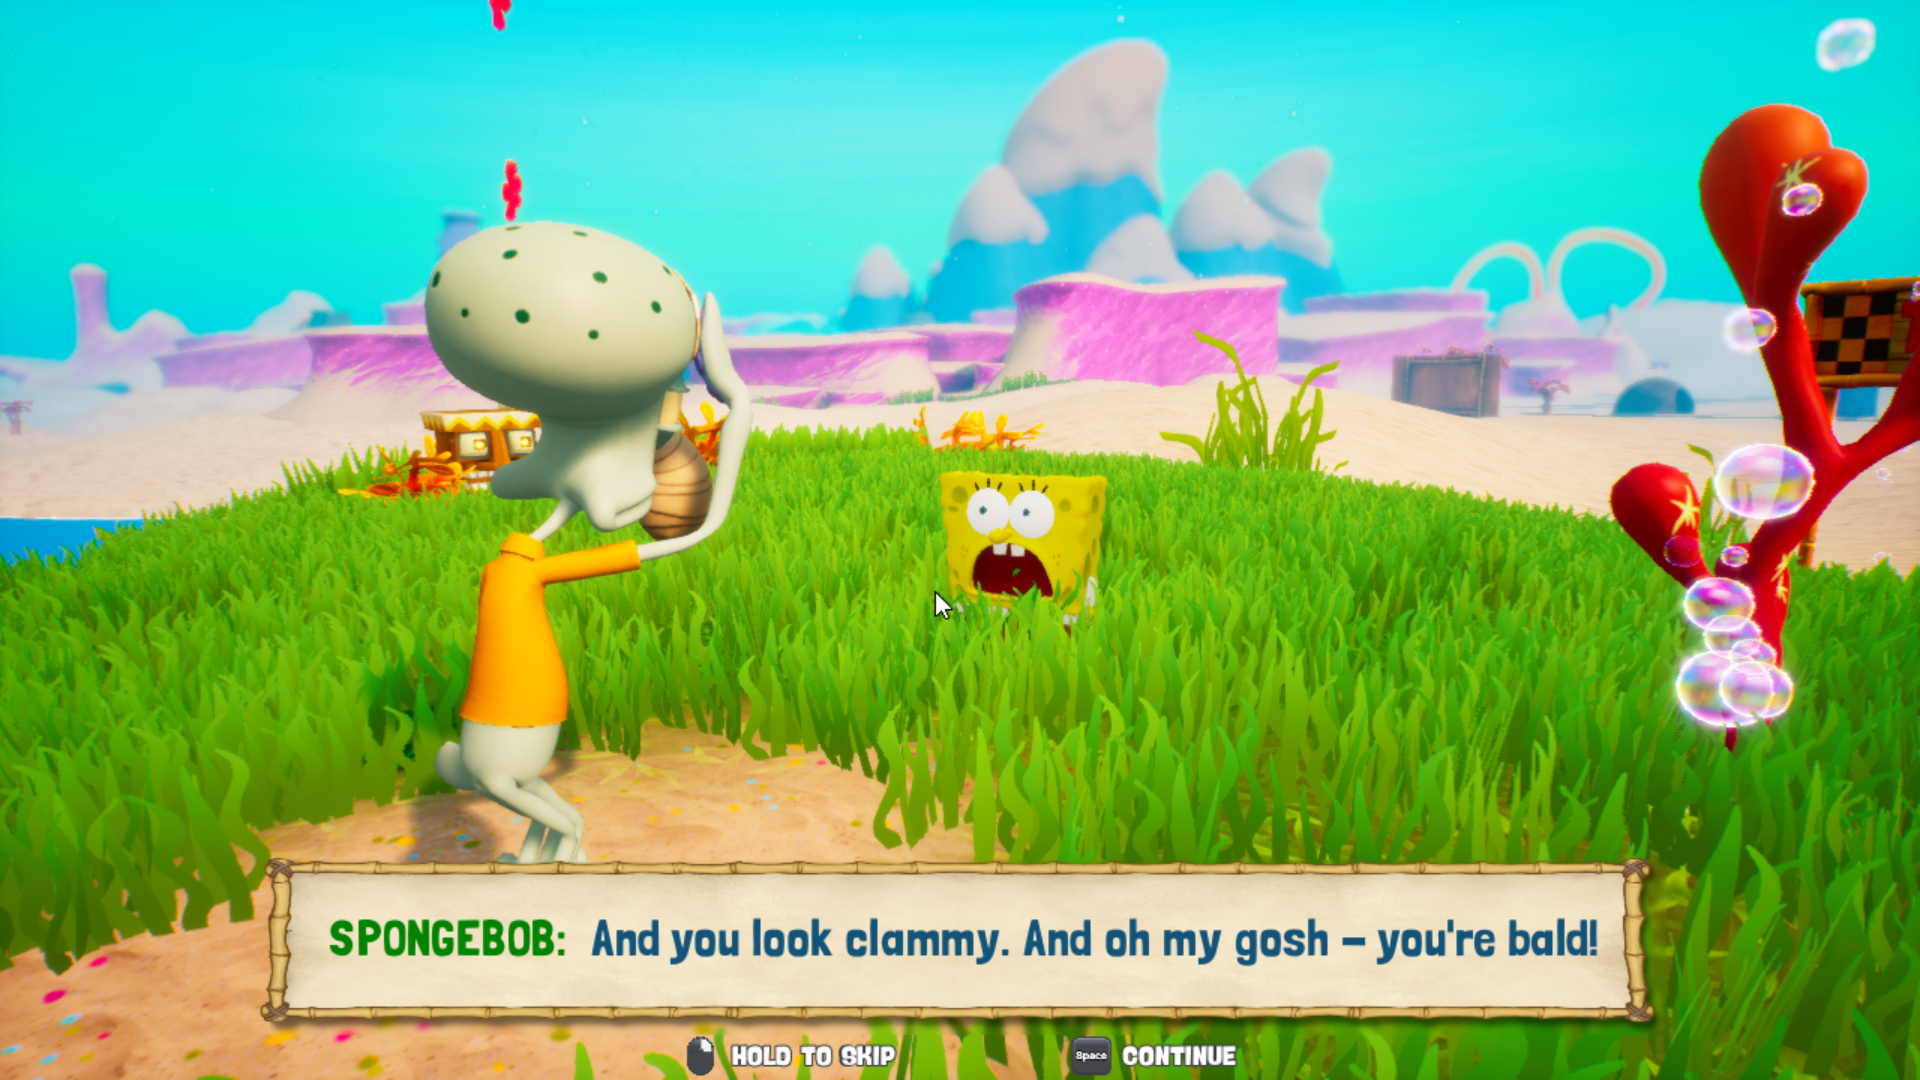 SPONGEBOB: And you look clammy. And oh my gosh – you're bald!
HOLD TO SKIP
Space CONTINUE